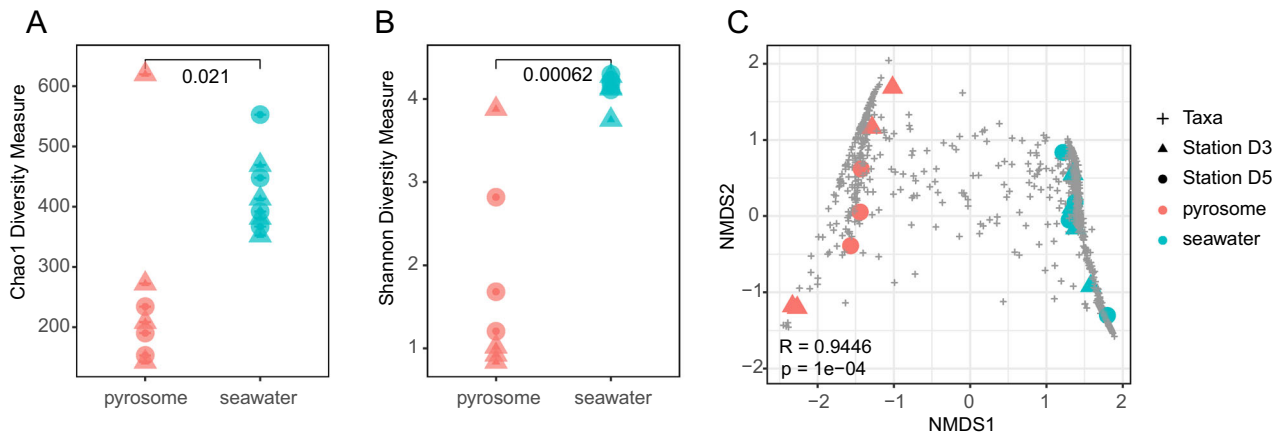 A
Chao1 Diversity Measure
600
500
400
300
200
0.021
pyrosome seawater
B
Shannon Diversity Measure
4
3
2
1
0.00062
pyrosome seawater
C
NMDS2
2
1
0
−1
−2
R = 0.9446
p = 1e−04
−2 −1 0 1 2
NMDS1
Taxa
Station D3
Station D5
pyrosome
seawater